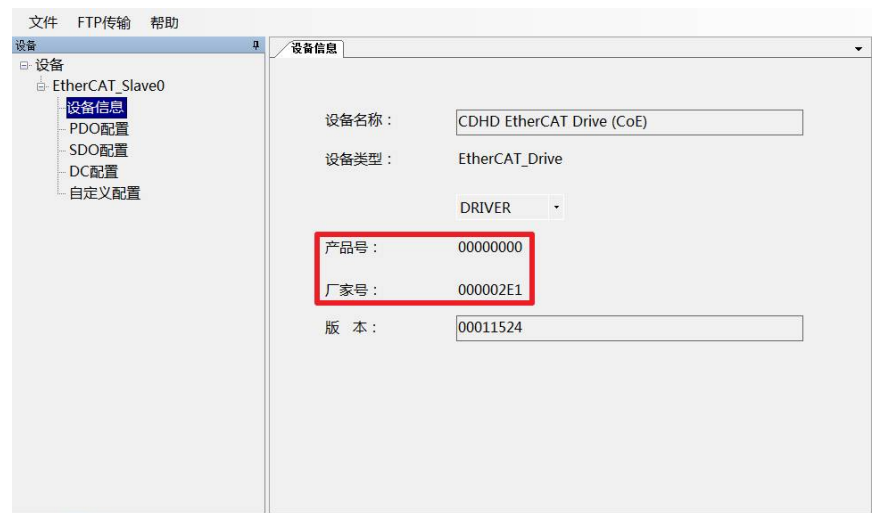 文件 FTP传输 帮助
设备
设备信息
设备
EtherCAT_Slave0
设备信息
PDO配置
SDO配置
DC配置
自定义配置
设备名称： CDHD EtherCAT Drive (CoE)
设备类型： EtherCAT_Drive
DRIVER
产品号： 00000000
厂家号： 000002E1
版 本： 00011524